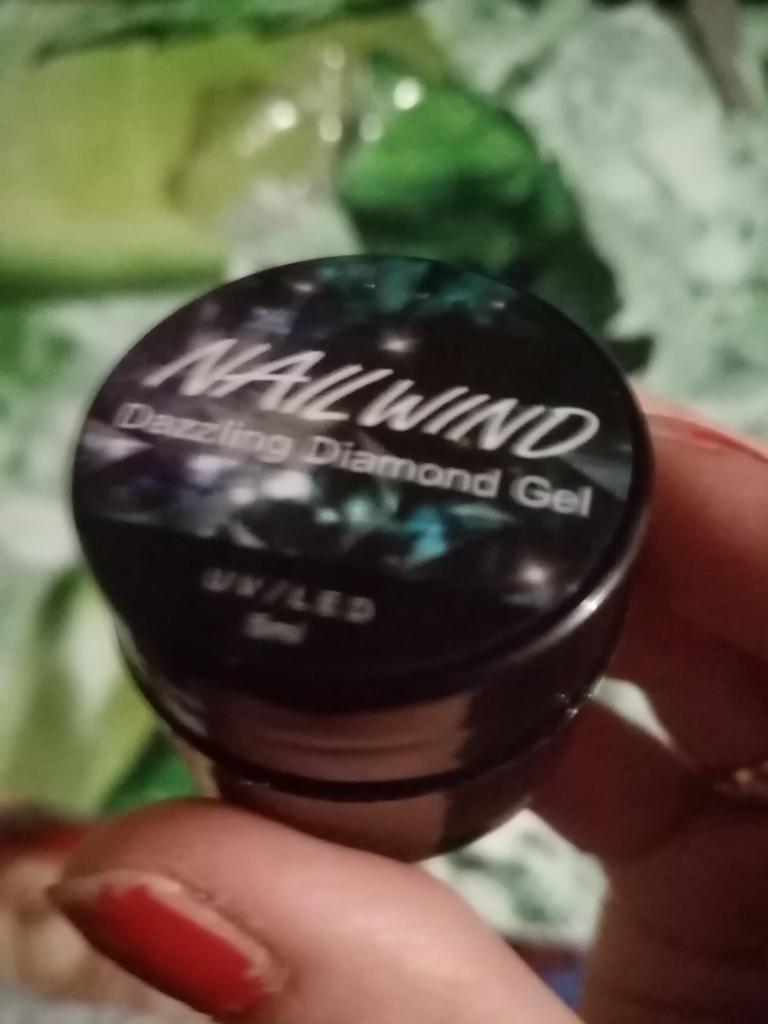 NAILWIND
Dazzling Diamond Gel
UV/LED
5ml